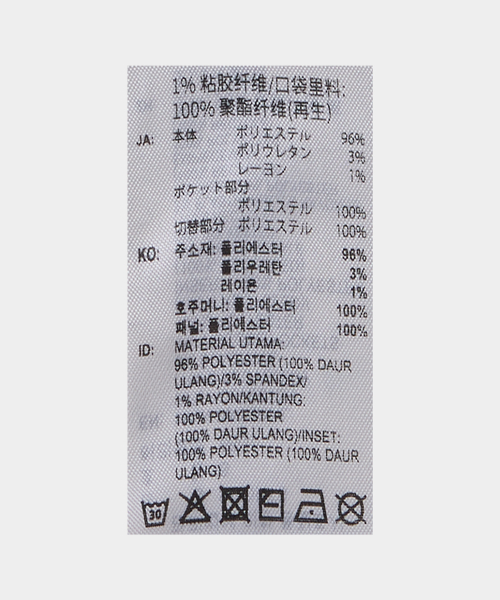 1% 粘胶纤维/口袋里料:
100% 聚酯纤维(再生)
JA: 本体 ポリエステル 96%
ポリウレタン 3%
レーヨン 1%
ポケット部分
ポリエステル 100%
切替部分 ポリエステル 100%
KO: 주소재: 폴리에스터 96%
폴리우레탄 3%
레이온 1%
호주머니: 폴리에스터 100%
패널: 폴리에스터 100%
ID: MATERIAL UTAMA:
96% POLYESTER (100% DAUR
ULANG)/3% SPANDEX/
1% RAYON/KANTUNG:
100% POLYESTER
(100% DAUR ULANG)/INSET:
100% POLYESTER (100% DAUR
ULANG)
30